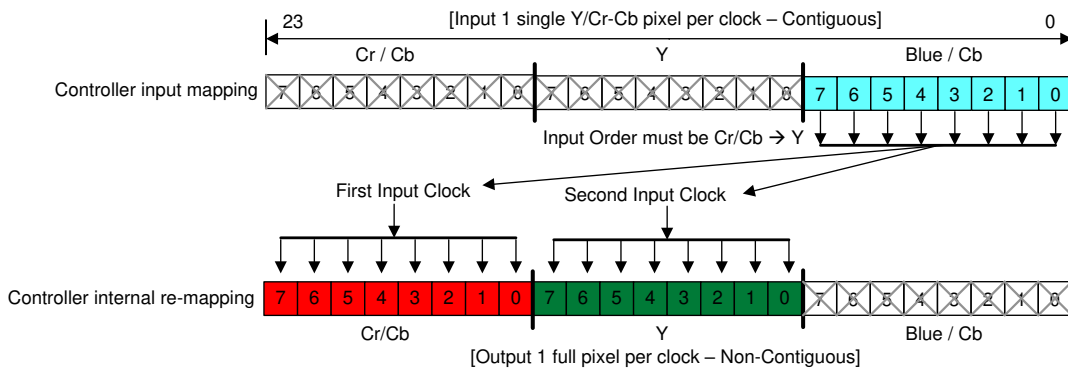 23 [Input 1 single Y/Cr-Cb pixel per clock – Contiguous] 0
Cr / Cb Y Blue / Cb
Controller input mapping 7 6 5 4 3 2 1 0 7 6 5 4 3 2 1 0 7 6 5 4 3 2 1 0
Input Order must be Cr/Cb → Y
First Input Clock Second Input Clock
Controller internal re-mapping 7 6 5 4 3 2 1 0 7 6 5 4 3 2 1 0 7 6 5 4 3 2 1 0
Cr/Cb Y Blue / Cb
[Output 1 full pixel per clock – Non-Contiguous]